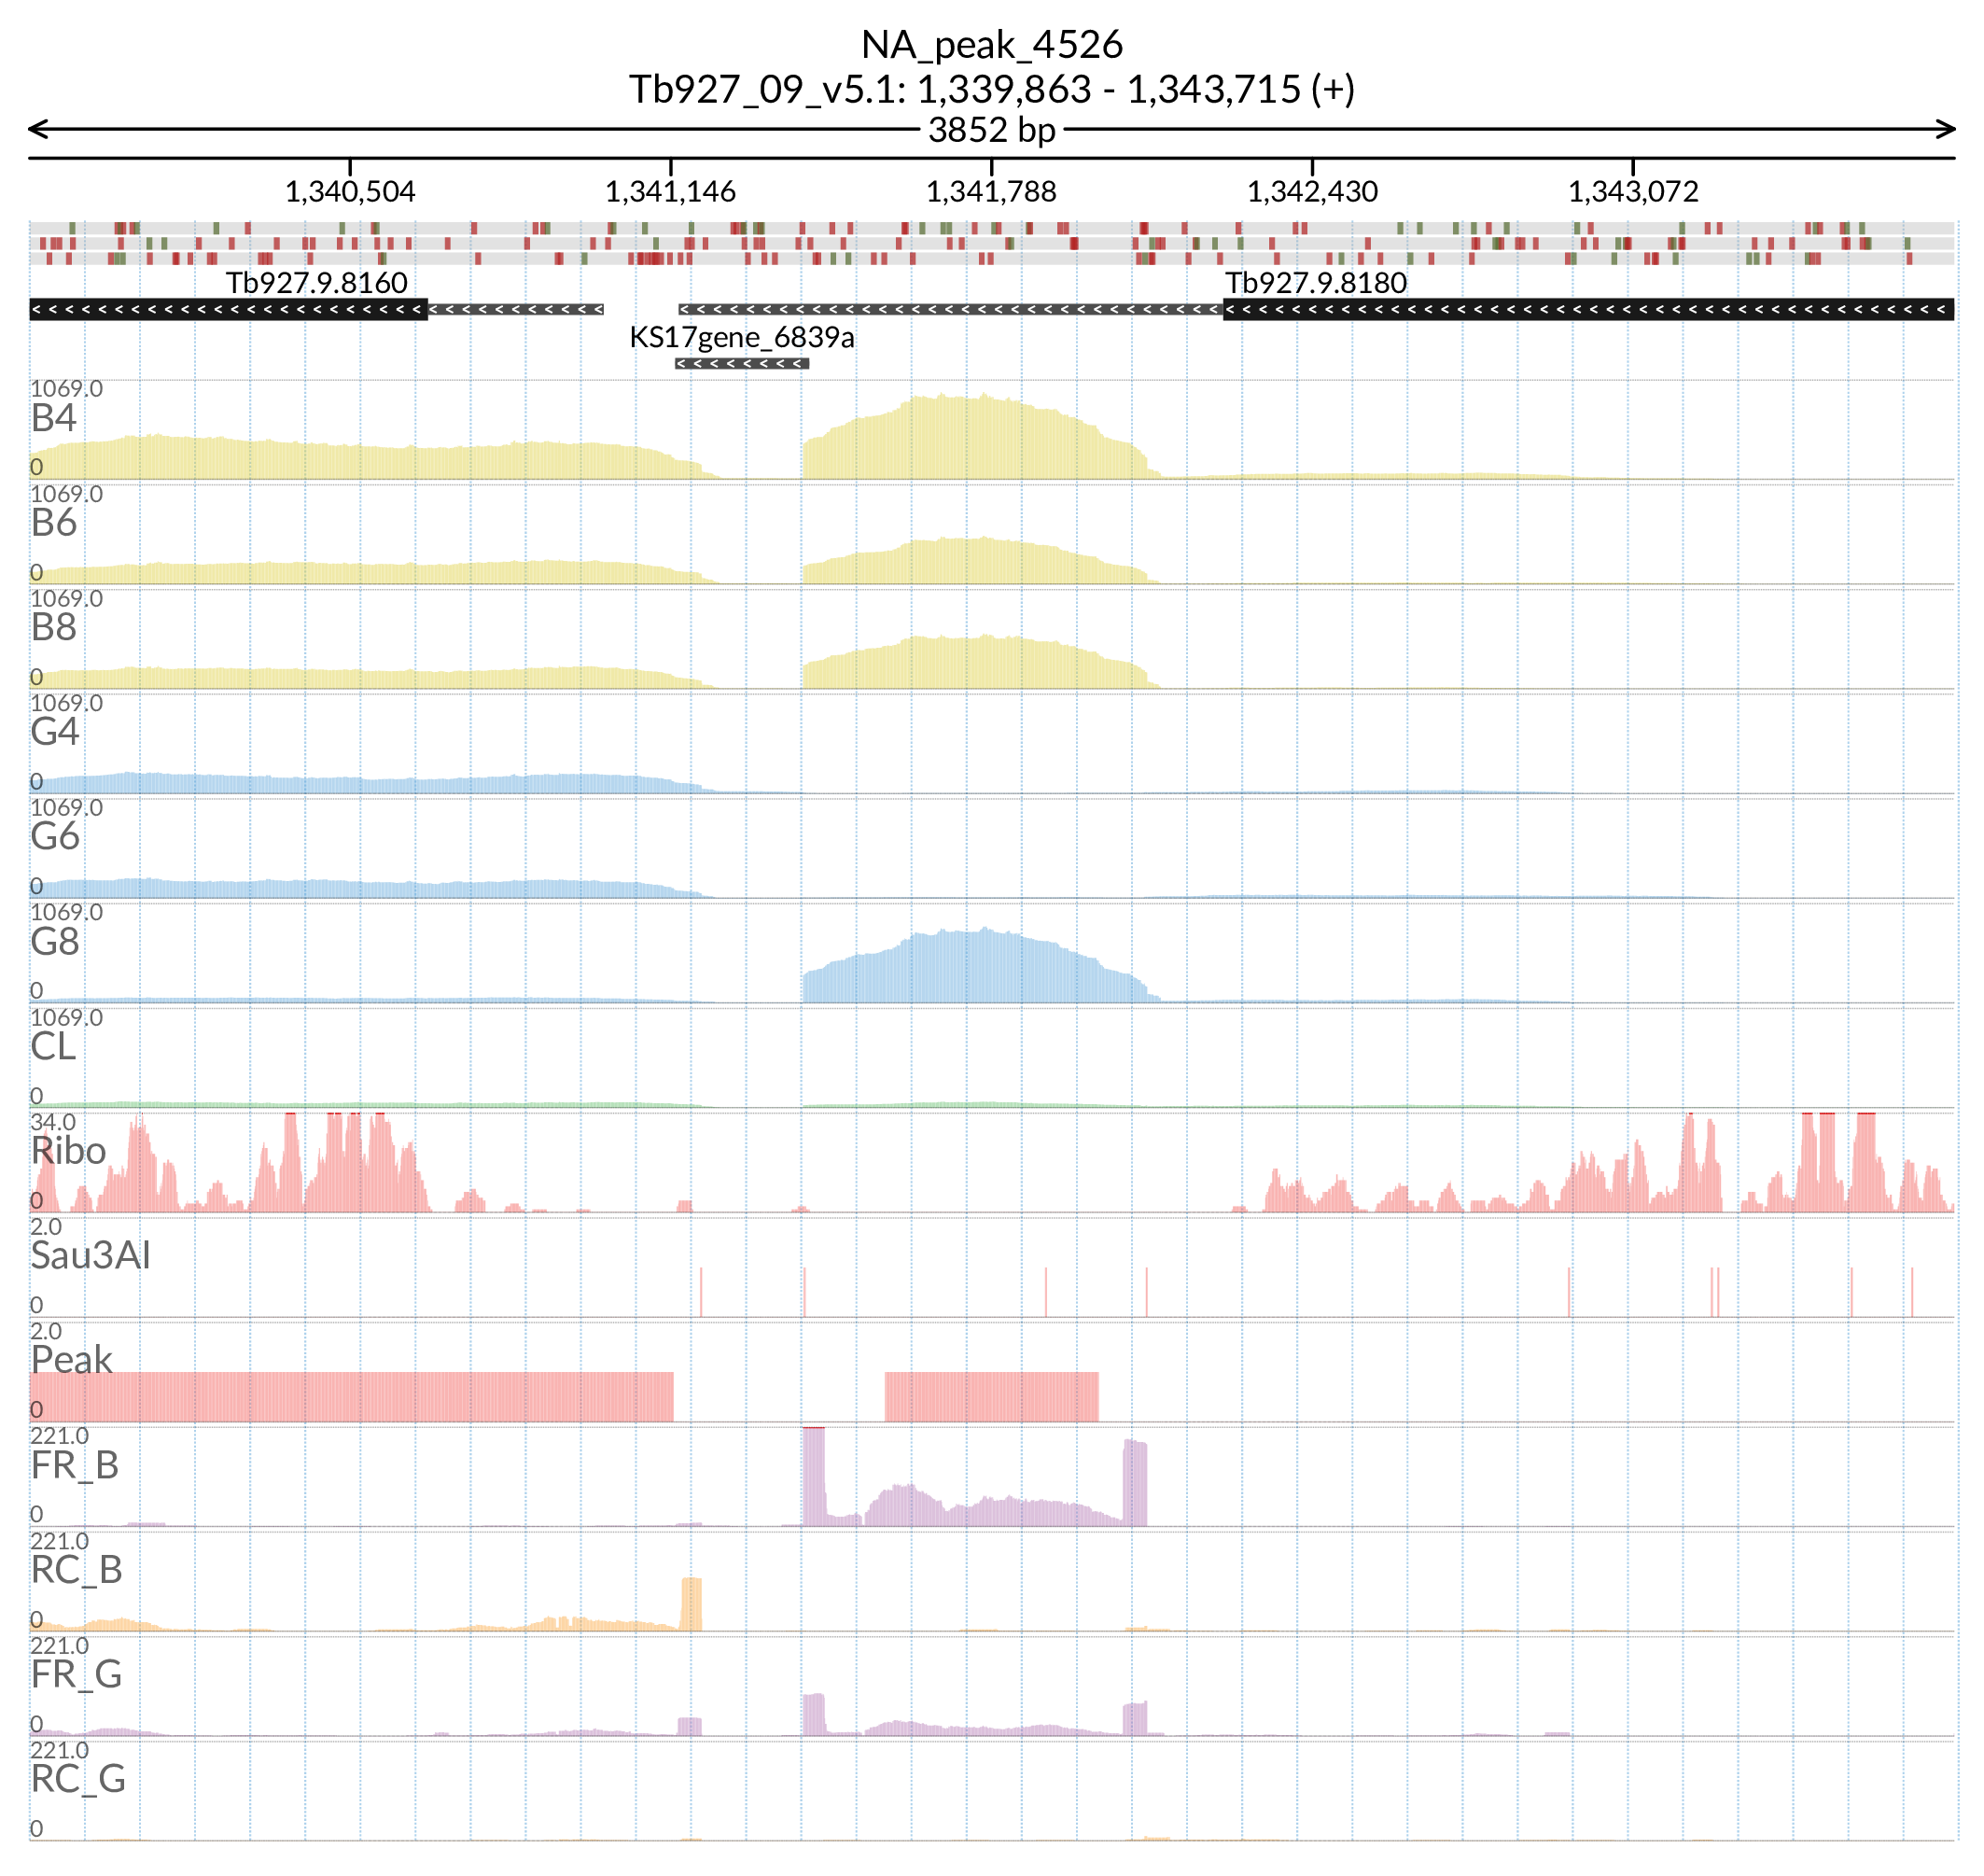 NA_peak_4526
Tb927_09_v5.1: 1,339,863 - 1,343,715 (+)
3852 bp
1,340,504 1,341,146 1,341,788 1,342,430 1,343,072
Tb927.9.8160 Tb927.9.8180
KS17gene_6839a
1069.0
B4
0
1069.0
B6
0
1069.0
B8
0
1069.0
G4
0
1069.0
G6
0
1069.0
G8
0
1069.0
CL
0
34.0
Ribo
0
2.0
Sau3AI
0
2.0
Peak
0
221.0
FR_B
0
221.0
RC_B
0
221.0
FR_G
0
221.0
RC_G
0